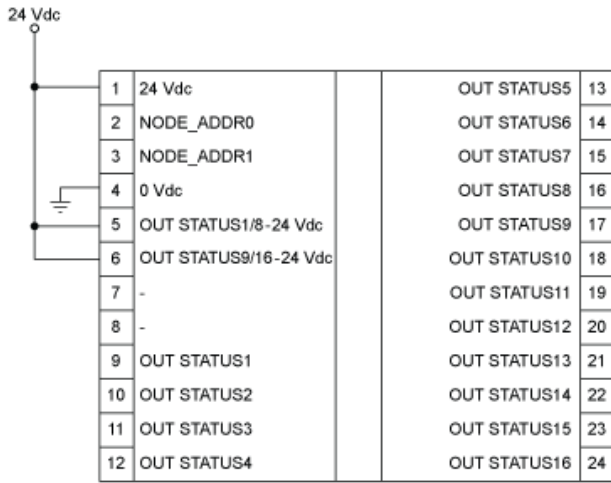 24 Vdc
1 24 Vdc OUT STATUS5 13
2 NODE_ADDR0 OUT STATUS6 14
3 NODE_ADDR1 OUT STATUS7 15
4 0 Vdc OUT STATUS8 16
5 OUT STATUS1/8-24 Vdc OUT STATUS9 17
6 OUT STATUS9/16-24 Vdc OUT STATUS10 18
7 - OUT STATUS11 19
8 - OUT STATUS12 20
9 OUT STATUS1 OUT STATUS13 21
10 OUT STATUS2 OUT STATUS14 22
11 OUT STATUS3 OUT STATUS15 23
12 OUT STATUS4 OUT STATUS16 24